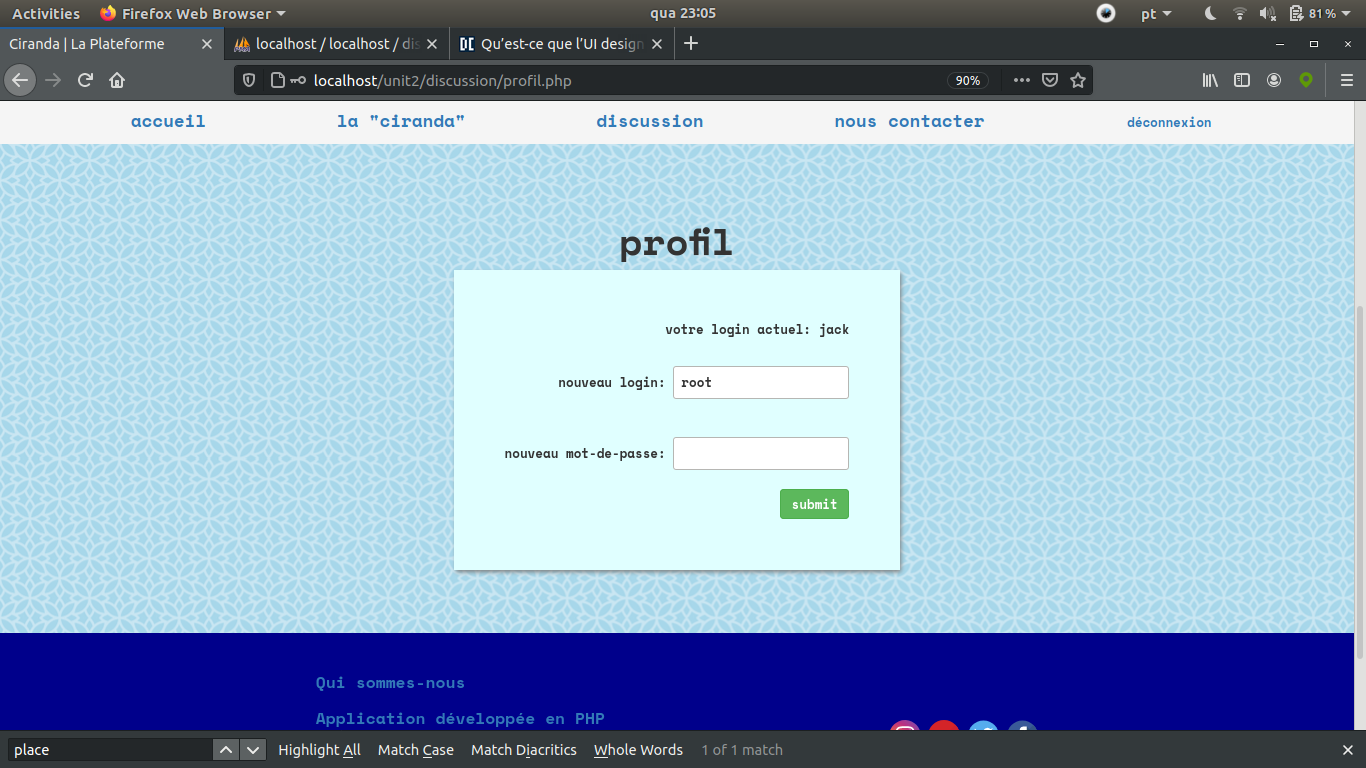 Activities Firefox Web Browser qua 23:05 pt 81%
Ciranda | La Plateforme localhost / localhost / dis Qu'est-ce que l'UI design
localhost/unit2/discussion/profil.php 90%
accueil la "ciranda" discussion nous contacter déconnexion
profil
votre login actuel: jack
nouveau login: root
nouveau mot-de-passe:
submit
Qui sommes-nous
Application développée en PHP
place Highlight All Match Case Match Diacritics Whole Words 1 of 1 match